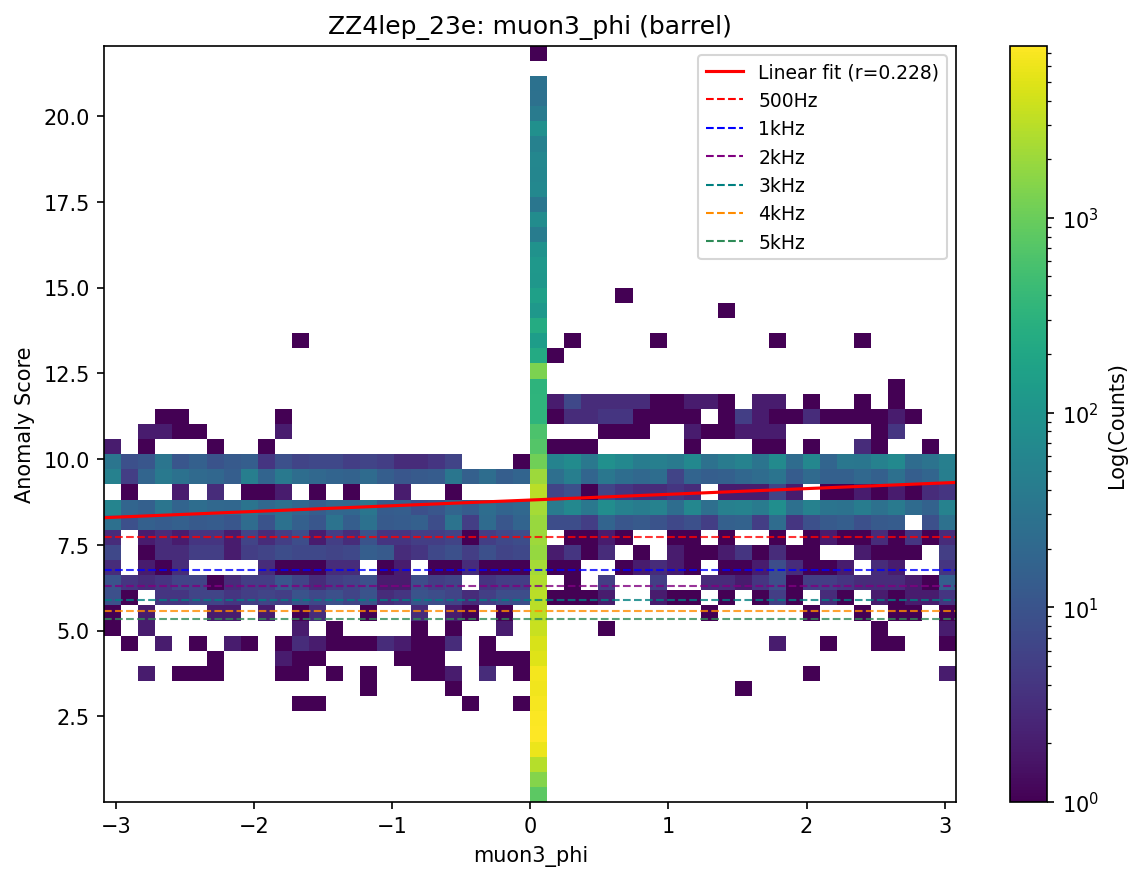 ZZ4lep_23e: muon3_phi (barrel)
Linear fit (r=0.228)
500Hz
1kHz
2kHz
3kHz
4kHz
5kHz
Anomaly Score
20.0
17.5
15.0
12.5
10.0
7.5
5.0
2.5
−3
−2
−1
0
1
2
3
muon3_phi
10³
10²
10¹
10⁰
Log(Counts)